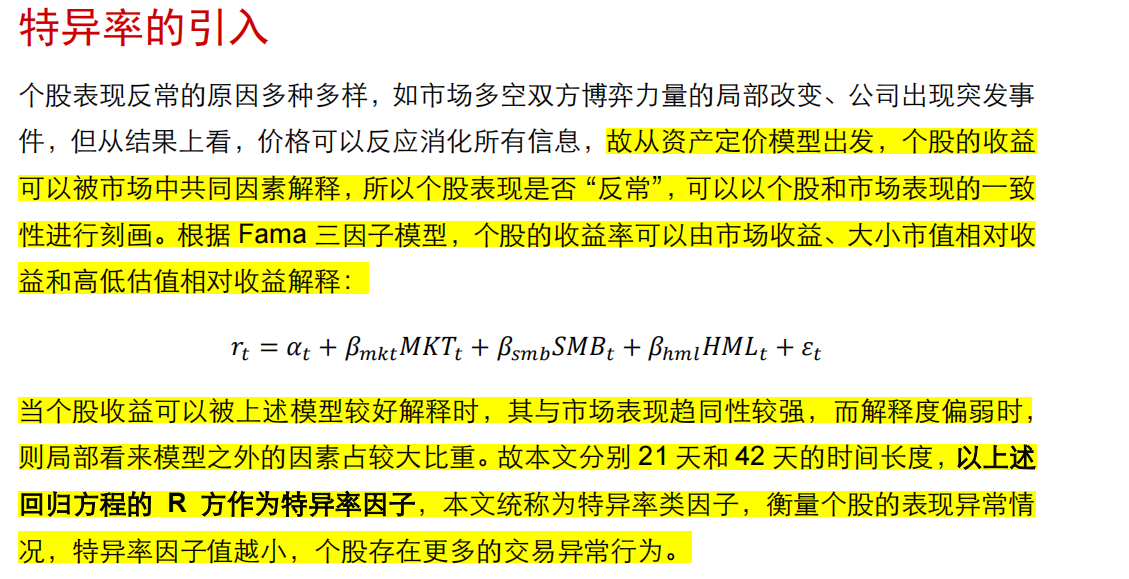 特异率的引入
个股表现反常的原因多种多样，如市场多空双方博弈力量的局部改变、公司出现突发事
件，但从结果上看，价格可以反应消化所有信息，故从资产定价模型出发，个股的收益
可以被市场中共同因素解释，所以个股表现是否“反常”，可以以个股和市场表现的一致
性进行刻画。根据 Fama 三因子模型，个股的收益率可以由市场收益、大小市值相对收
益和高低估值相对收益解释：
r_t = α_t + β_{mkt}MKT_t + β_{smb}SMB_t + β_{hml}HML_t + ε_t
当个股收益可以被上述模型较好解释时，其与市场表现趋同性较强，而解释度偏弱时，
则局部看来模型之外的因素占较大比重。故本文分别 21 天和 42 天的时间长度，以上述
回归方程的 R 方作为特异率因子，本文统称为特异率类因子，衡量个股的表现异常情
况，特异率因子值越小，个股存在更多的交易异常行为。